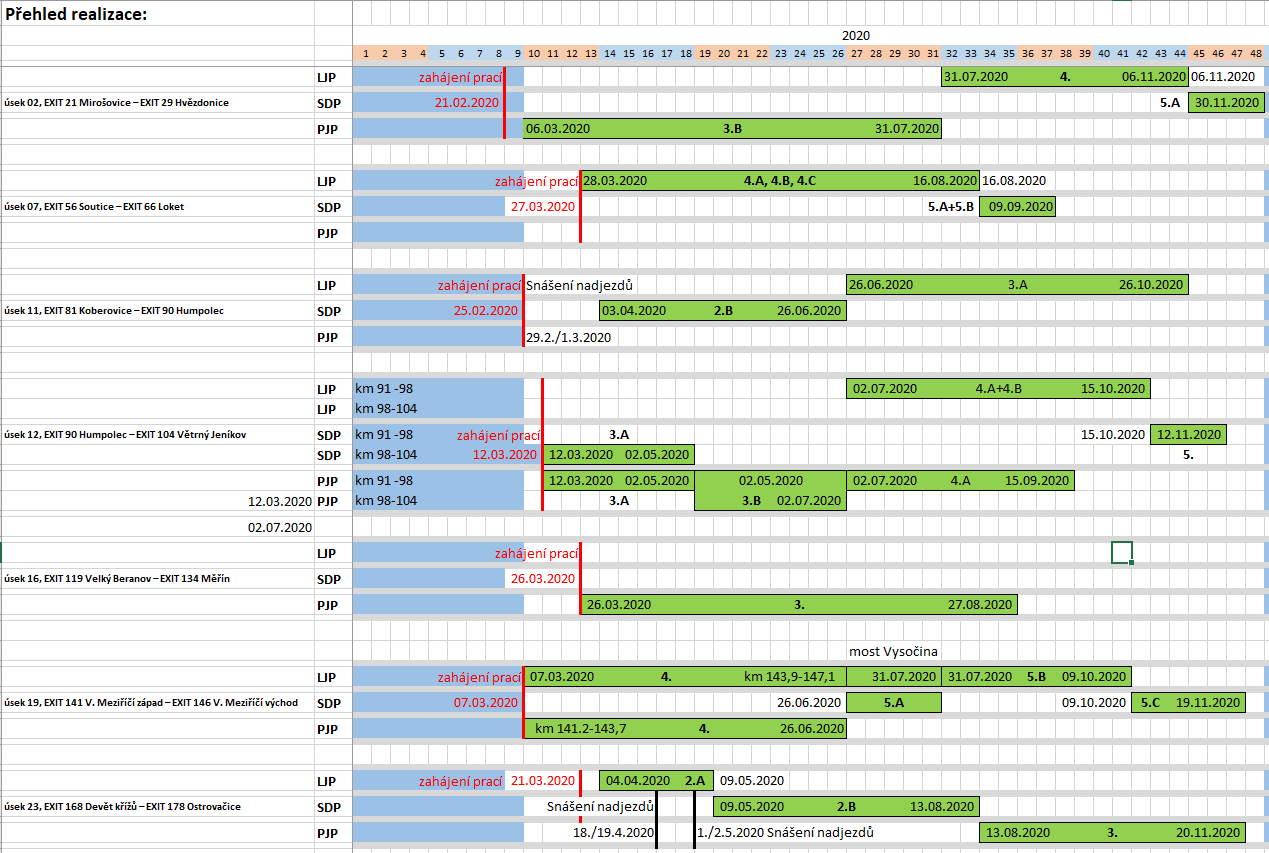 Přehled realizace:
2020
1 2 3 4 5 6 7 8 9 10 11 12 13 14 15 16 17 18 19 20 21 22 23 24 25 26 27 28 29 30 31 32 33 34 35 36 37 38 39 40 41 42 43 44 45 46 47 48
LJP zahájení prací 31.07.2020 4. 06.11.2020 06.11.2020
úsek 02, EXIT 21 Mirošovice – EXIT 29 Hvězdonice SDP 21.02.2020 5.A 30.11.2020
PJP 06.03.2020 3.B 31.07.2020
LJP zahájení prací 28.03.2020 4.A, 4.B, 4.C 16.08.2020 16.08.2020
úsek 07, EXIT 56 Soutice – EXIT 66 Loket SDP 27.03.2020 5.A+5.B 09.09.2020
PJP
LJP zahájení prací Snášení nadjezdů 26.06.2020 3.A 26.10.2020
úsek 11, EXIT 81 Koberovice – EXIT 90 Humpolec SDP 25.02.2020 03.04.2020 2.B 26.06.2020
PJP 29.2./1.3.2020
LJP km 91 -98 02.07.2020 4.A+4.B 15.10.2020
LJP km 98-104
úsek 12, EXIT 90 Humpolec – EXIT 104 Větrný Jeníkov SDP km 91 -98 zahájení prací 3.A 15.10.2020 12.11.2020
SDP km 98-104 12.03.2020 12.03.2020 02.05.2020 5.
PJP km 91 -98 12.03.2020 02.05.2020 02.05.2020 02.07.2020 4.A 15.09.2020
12.03.2020 PJP km 98-104 3.A 3.B 02.07.2020
02.07.2020
LJP zahájení prací
úsek 16, EXIT 119 Velký Beranov – EXIT 134 Měřín SDP 26.03.2020
PJP 26.03.2020 3. 27.08.2020
most Vysočina
LJP zahájení prací 07.03.2020 4. km 143,9-147,1 31.07.2020 31.07.2020 5.B 09.10.2020
úsek 19, EXIT 141 V. Meziříčí západ – EXIT 146 V. Meziříčí východ SDP 07.03.2020 26.06.2020 5.A 09.10.2020 5.C 19.11.2020
PJP km 141.2-143,7 4. 26.06.2020
LJP zahájení prací 21.03.2020 04.04.2020 2.A 09.05.2020
úsek 23, EXIT 168 Devět křížů – EXIT 178 Ostrovačice SDP Snášení nadjezdů 09.05.2020 2.B 13.08.2020
PJP 18./19.4.2020 1./2.5.2020 Snášení nadjezdů 13.08.2020 3. 20.11.2020